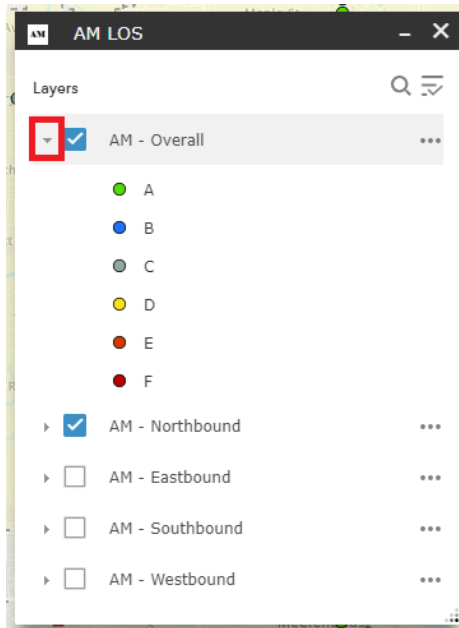 AM AM LOS
Layers
AM - Overall
A
B
C
D
E
F
AM - Northbound
AM - Eastbound
AM - Southbound
AM - Westbound